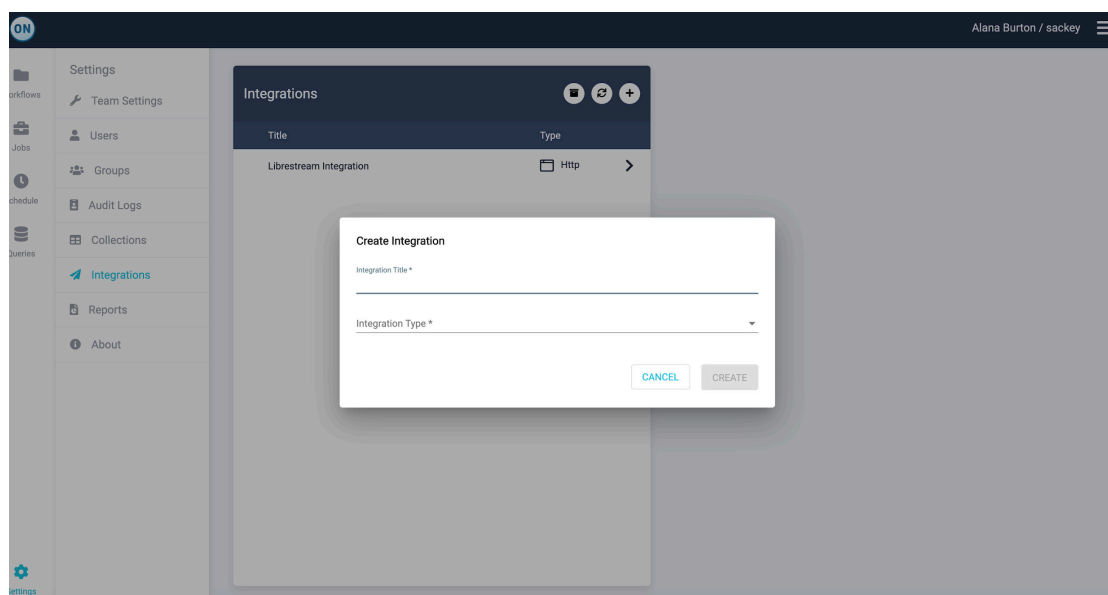 ON
Alana Burton / sackey
orkflows
Jobs
chedule
Queries
ettings
Settings
Team Settings
Users
Groups
Audit Logs
Collections
Integrations
Reports
About
Integrations
Title Type
Librestream Integration Http
Create Integration
Integration Title *
Integration Type *
CANCEL CREATE